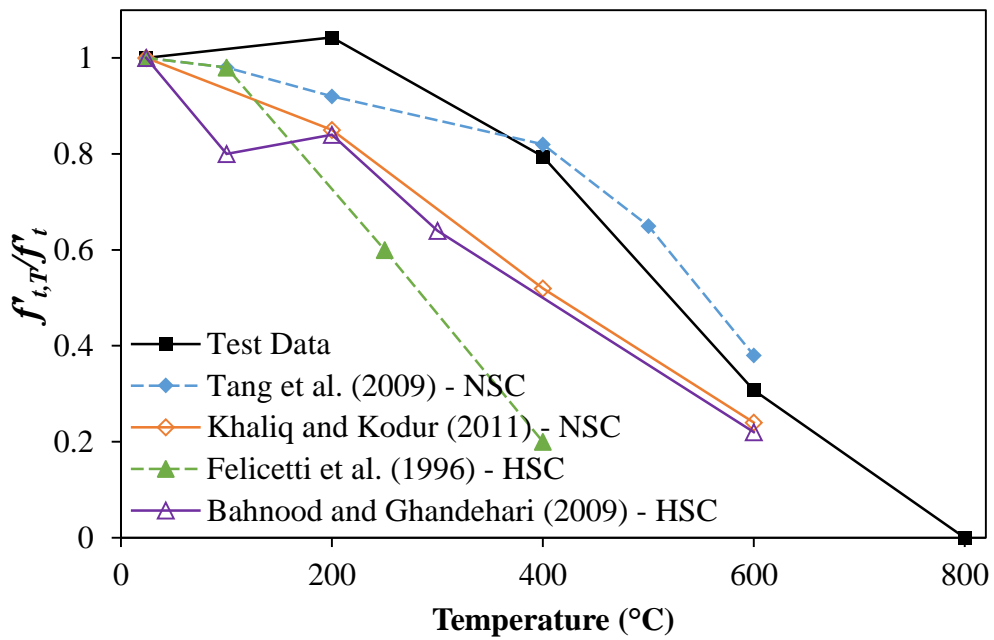 1
0.8
0.6
0.4
0.2
0
f't,T/f't
Test Data
Tang et al. (2009) - NSC
Khaliq and Kodur (2011) - NSC
Felicetti et al. (1996) - HSC
Bahnood and Ghandehari (2009) - HSC
0 200 400 600 800
Temperature (°C)